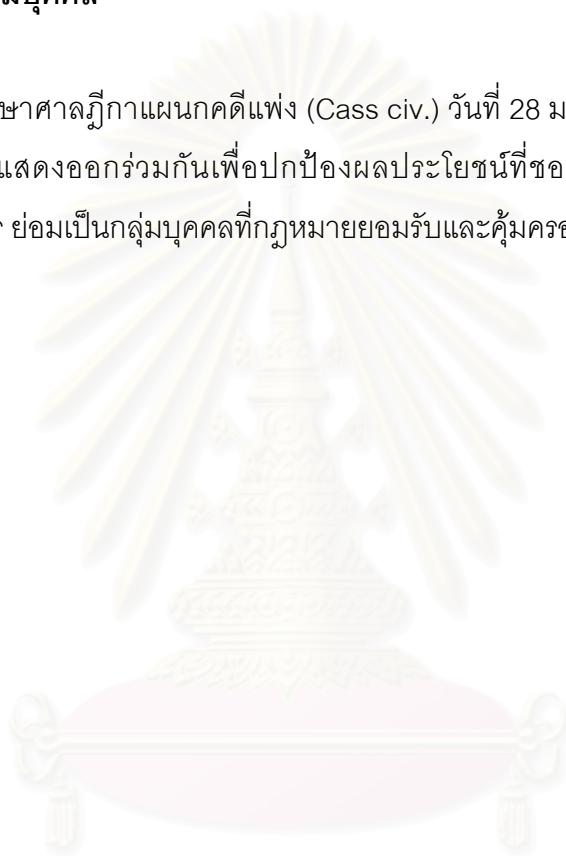 มบุคคล
ษาศาลฎีกาแผนกคดีแพ่ง (Cass civ.) วันที่ 28 ม
แสดงออกร่วมกันเพื่อปกป้องผลประโยชน์ที่ชอ
ย่อมเป็นกลุ่มบุคคลที่กฎหมายยอมรับและคุ้มคร